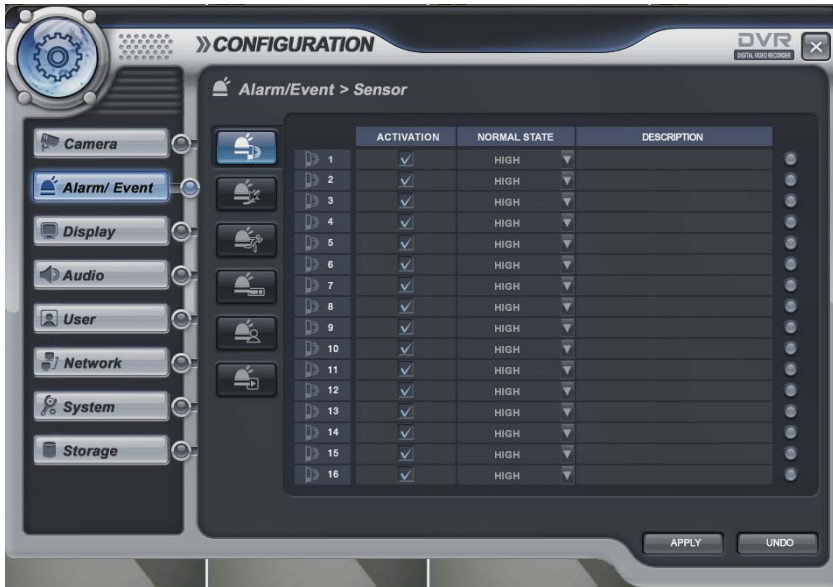 CONFIGURATION
DVR
DIGITAL VIDEO RECORDER
Alarm/Event > Sensor
Camera
Alarm/ Event
Display
Audio
User
Network
System
Storage
ACTIVATION NORMAL STATE DESCRIPTION
1 HIGH
2 HIGH
3 HIGH
4 HIGH
5 HIGH
6 HIGH
7 HIGH
8 HIGH
9 HIGH
10 HIGH
11 HIGH
12 HIGH
13 HIGH
14 HIGH
15 HIGH
16 HIGH
APPLY UNDO